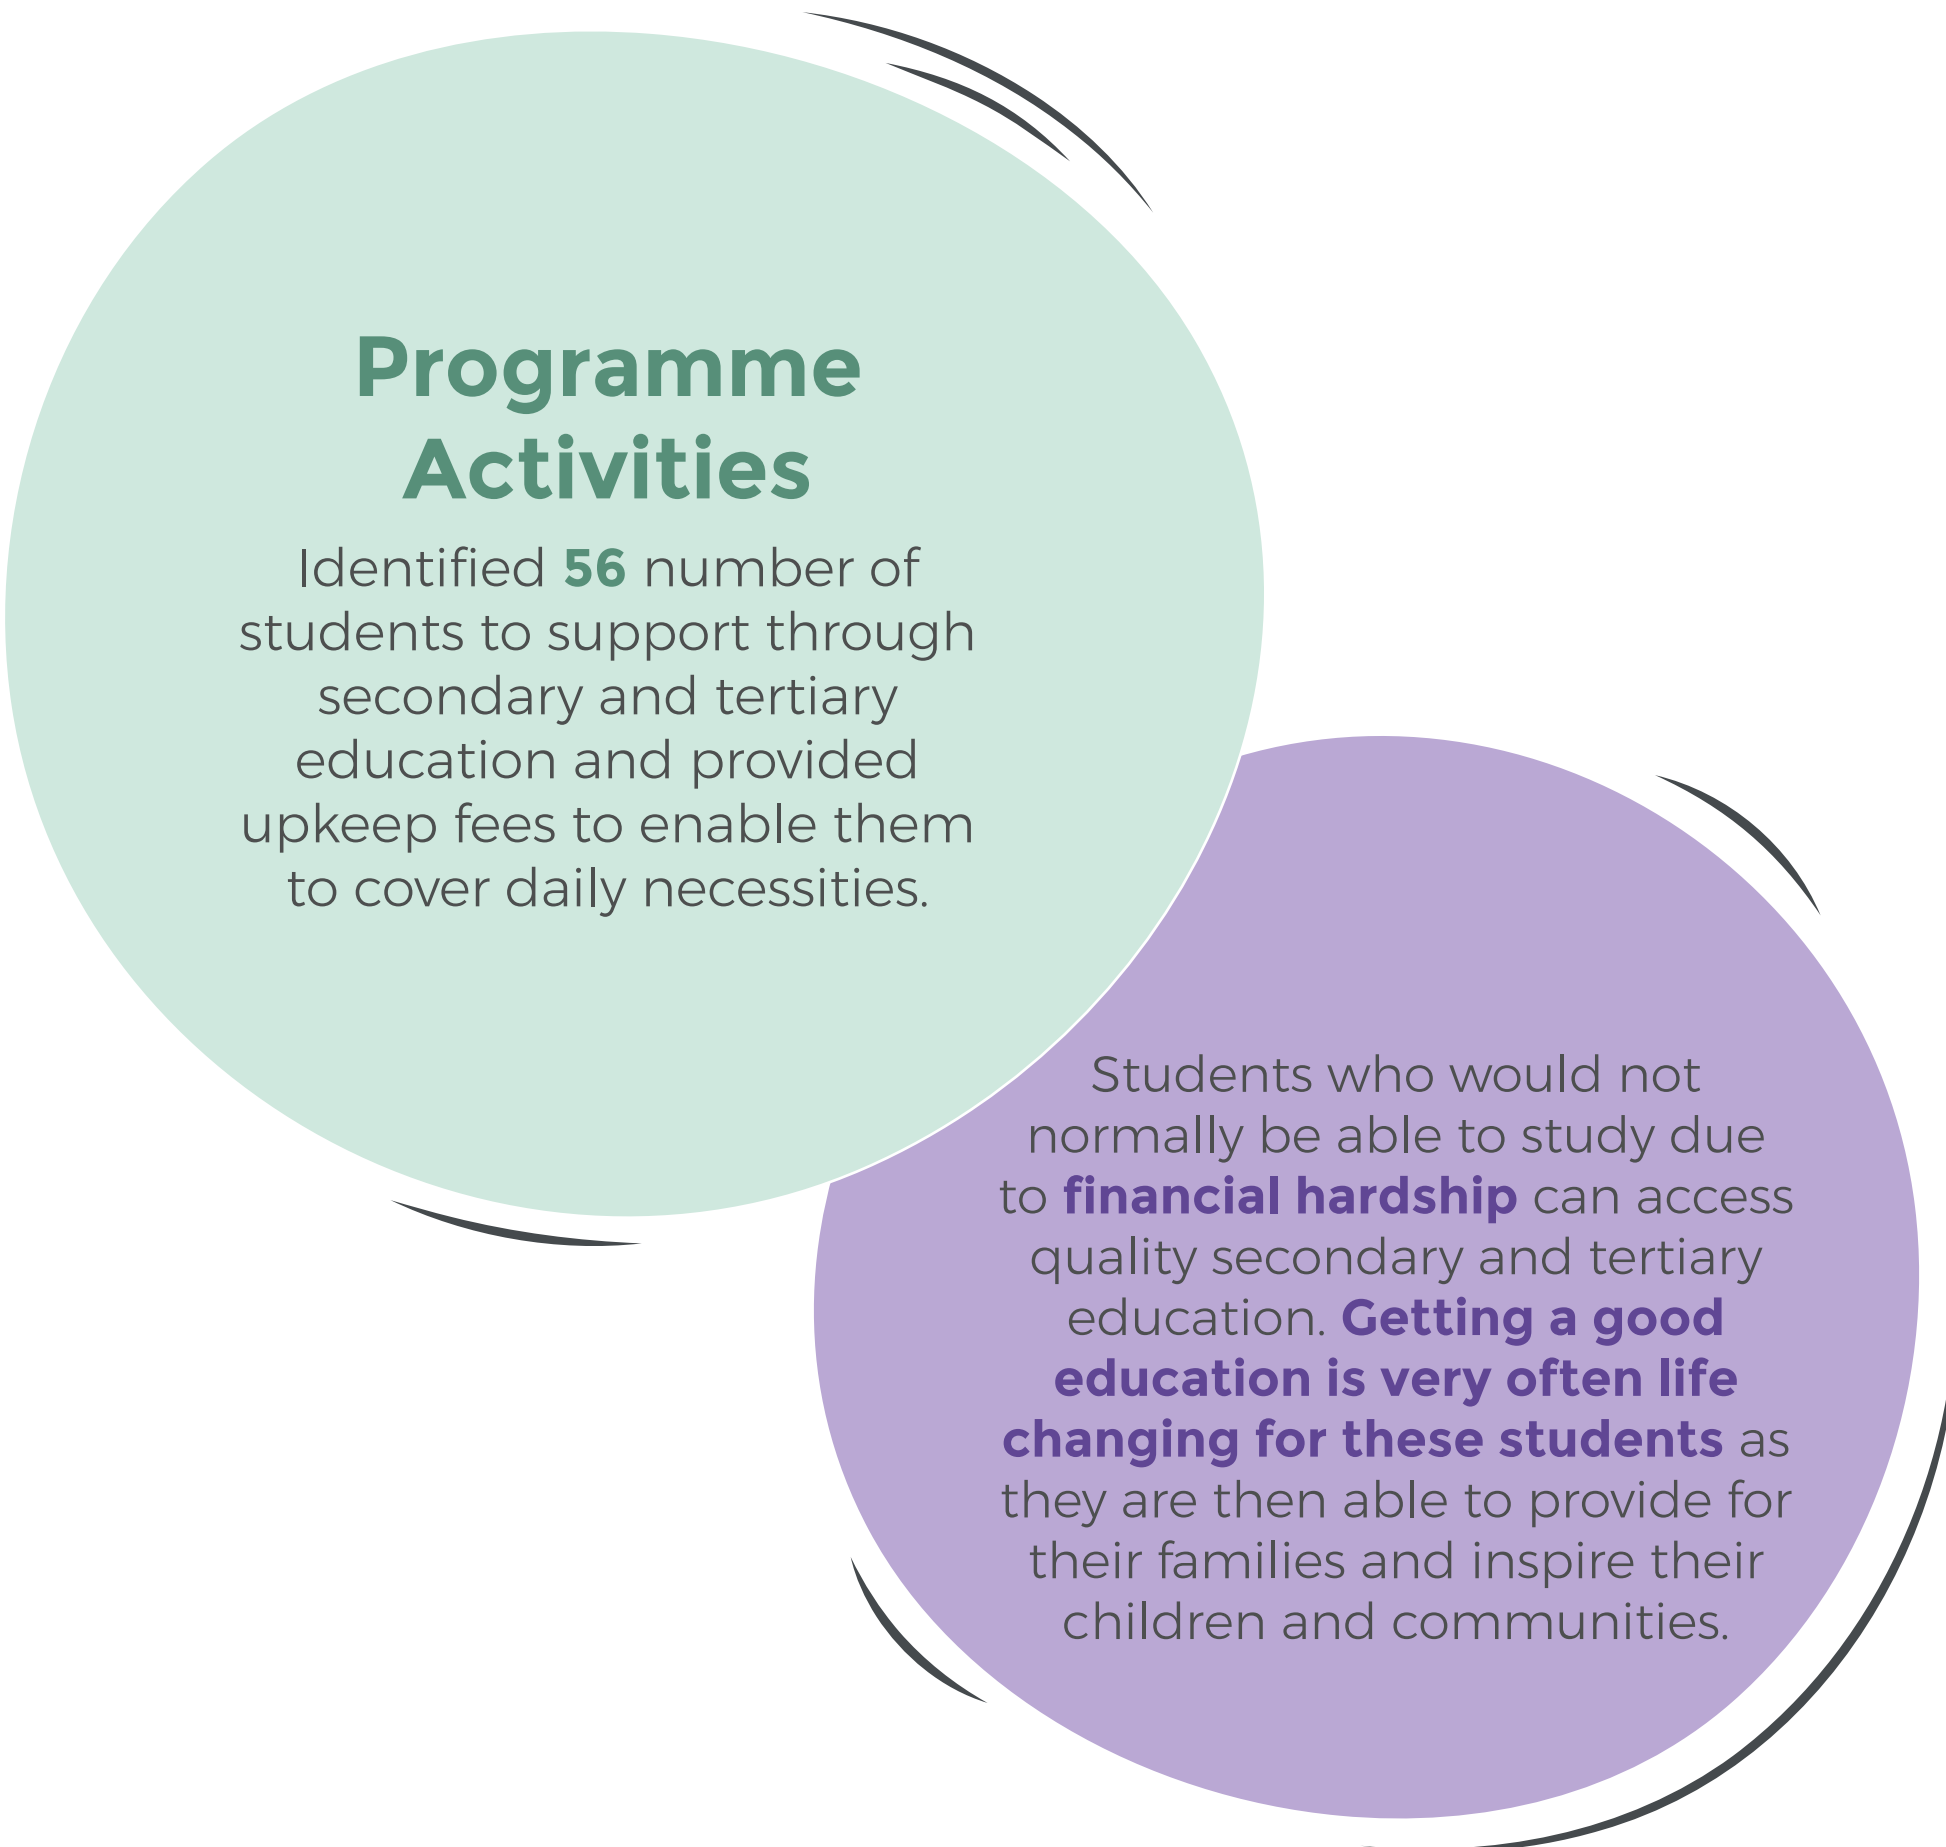 Programme
Activities
Identified 56 number of
students to support through
secondary and tertiary
education and provided
upkeep fees to enable them
to cover daily necessities.
Students who would not
normally be able to study due
to financial hardship can access
quality secondary and tertiary
education. Getting a good
education is very often life
changing for these students as
they are then able to provide for
their families and inspire their
children and communities.